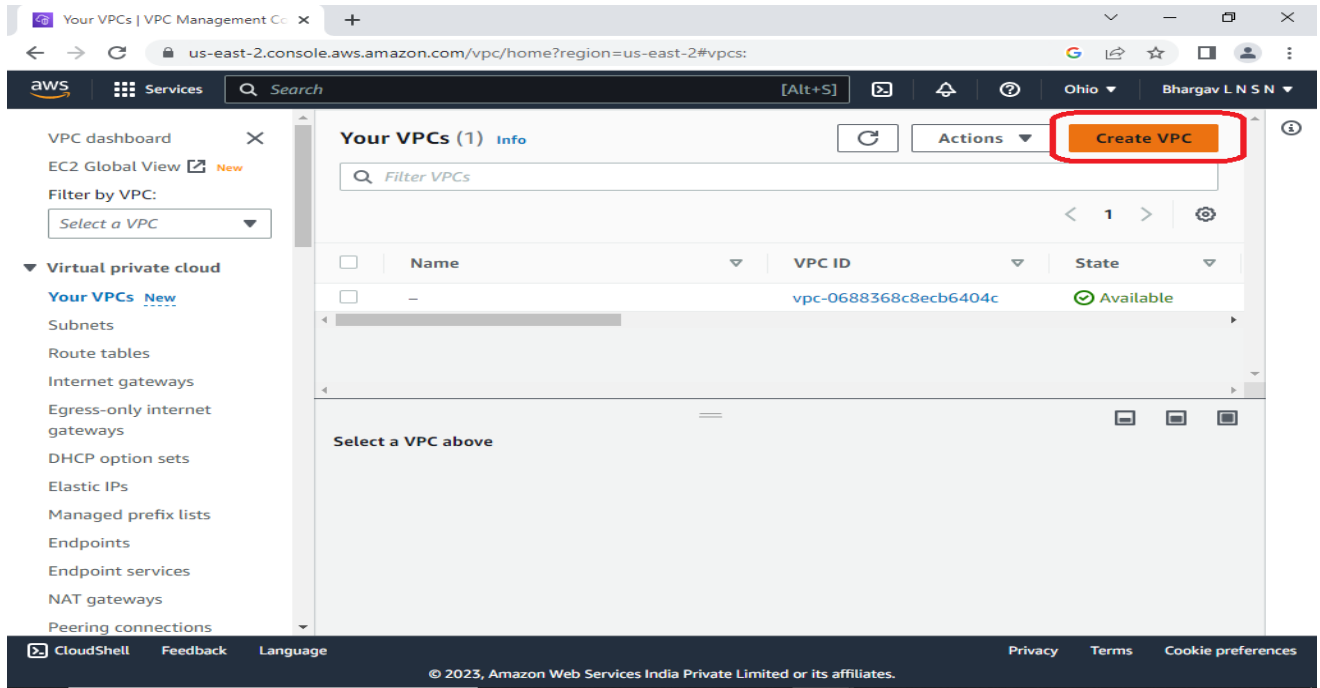 Your VPCs | VPC Management Co
us-east-2.console.aws.amazon.com/vpc/home?region=us-east-2#vpcs:
aws
Services
Search
[Alt+S]
Ohio
Bhargav L N S N
VPC dashboard
EC2 Global View New
Filter by VPC:
Select a VPC
Virtual private cloud
Your VPCs New
Subnets
Route tables
Internet gateways
Egress-only internet
gateways
DHCP option sets
Elastic IPs
Managed prefix lists
Endpoints
Endpoint services
NAT gateways
Peering connections
Your VPCs (1) Info
Actions
Create VPC
Filter VPCs
1
Name
VPC ID
State
–
vpc-0688368c8ecb6404c
Available
Select a VPC above
CloudShell
Feedback
Language
Privacy
Terms
Cookie preferences
© 2023, Amazon Web Services India Private Limited or its affiliates.